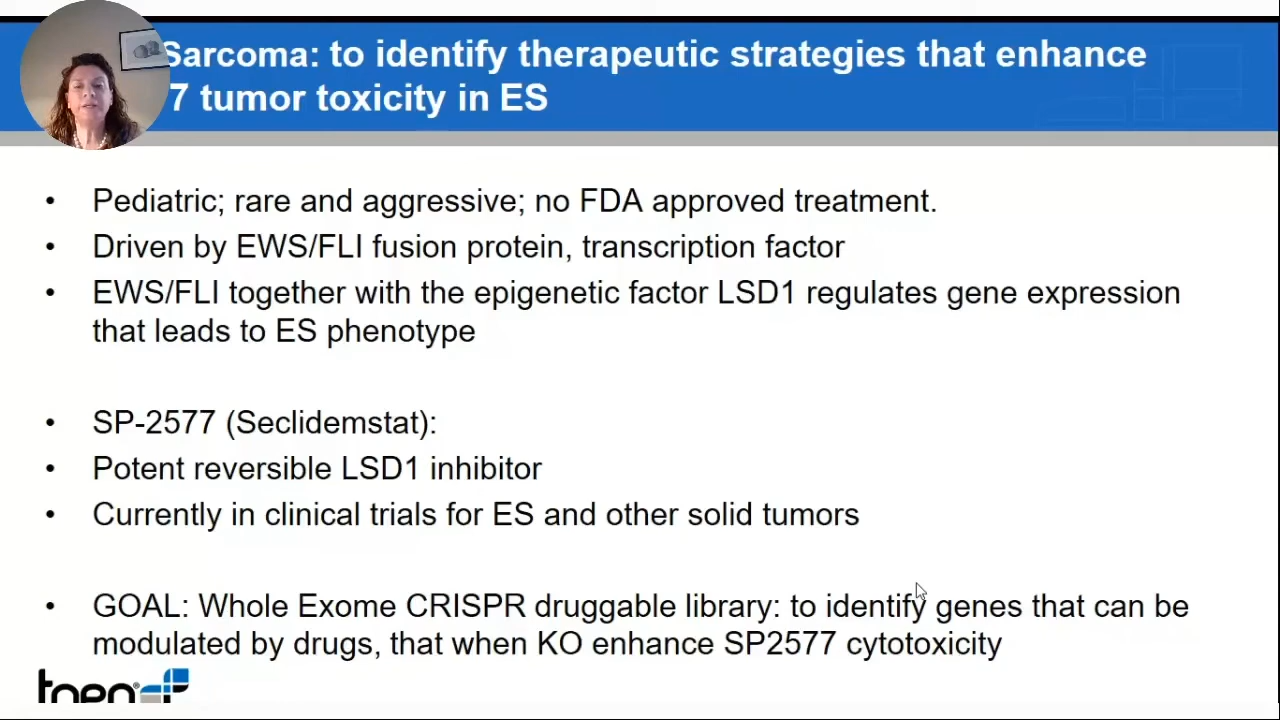 Sarcoma: to identify therapeutic strategies that enhance
7 tumor toxicity in ES
• Pediatric; rare and aggressive; no FDA approved treatment.
• Driven by EWS/FLI fusion protein, transcription factor
• EWS/FLI together with the epigenetic factor LSD1 regulates gene expression
that leads to ES phenotype
• SP-2577 (Seclidemstat):
• Potent reversible LSD1 inhibitor
• Currently in clinical trials for ES and other solid tumors
• GOAL: Whole Exome CRISPR druggable library: to identify genes that can be
modulated by drugs, that when KO enhance SP2577 cytotoxicity